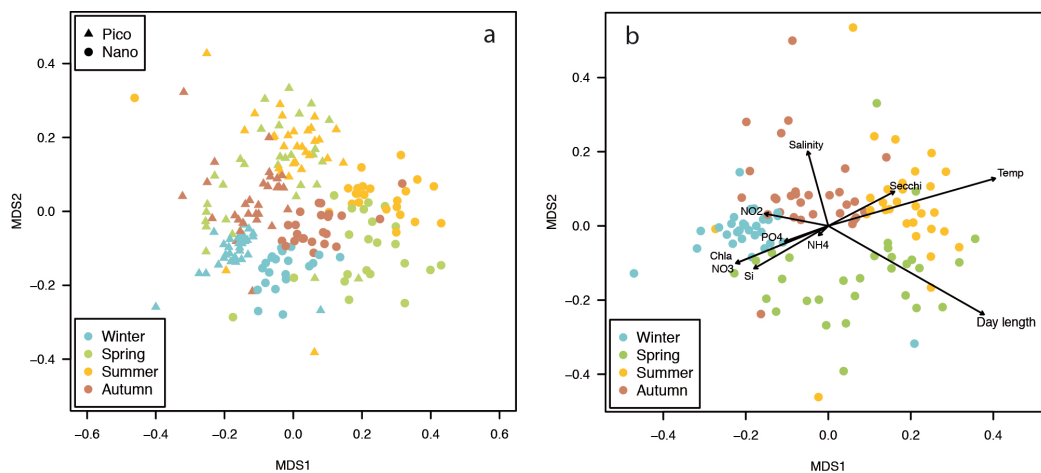 a
Pico
Nano
MDS2
0.4
0.2
0.0
−0.2
−0.4
Winter
Spring
Summer
Autumn
−0.6 −0.4 −0.2 0.0 0.2 0.4 0.6
MDS1
b
MDS2
0.4
0.2
0.0
−0.2
−0.4
Salinity
Temp
Secchi
NO2
PO4
NH4
Chla
NO3
Si
Day length
Winter
Spring
Summer
Autumn
−0.4 −0.2 0.0 0.2 0.4
MDS1